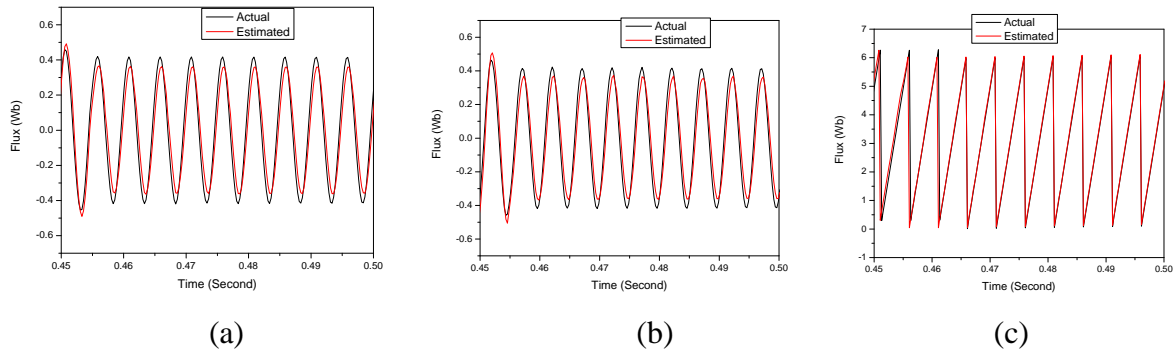 Actual
Estimated
0.6
0.4
0.2
0.0
-0.2
-0.4
-0.6
Flux (Wb)
0.45
0.46
0.47
0.48
0.49
0.50
Time (Second)
(a)
Actual
Estimated
0.6
0.4
0.2
0.0
-0.2
-0.4
-0.6
Flux (Wb)
0.45
0.46
0.47
0.48
0.49
0.50
Time (Second)
(b)
Actual
Estimated
7
6
5
4
3
2
1
0
-1
Flux (Wb)
0.45
0.46
0.47
0.48
0.49
0.50
Time (Second)
(c)